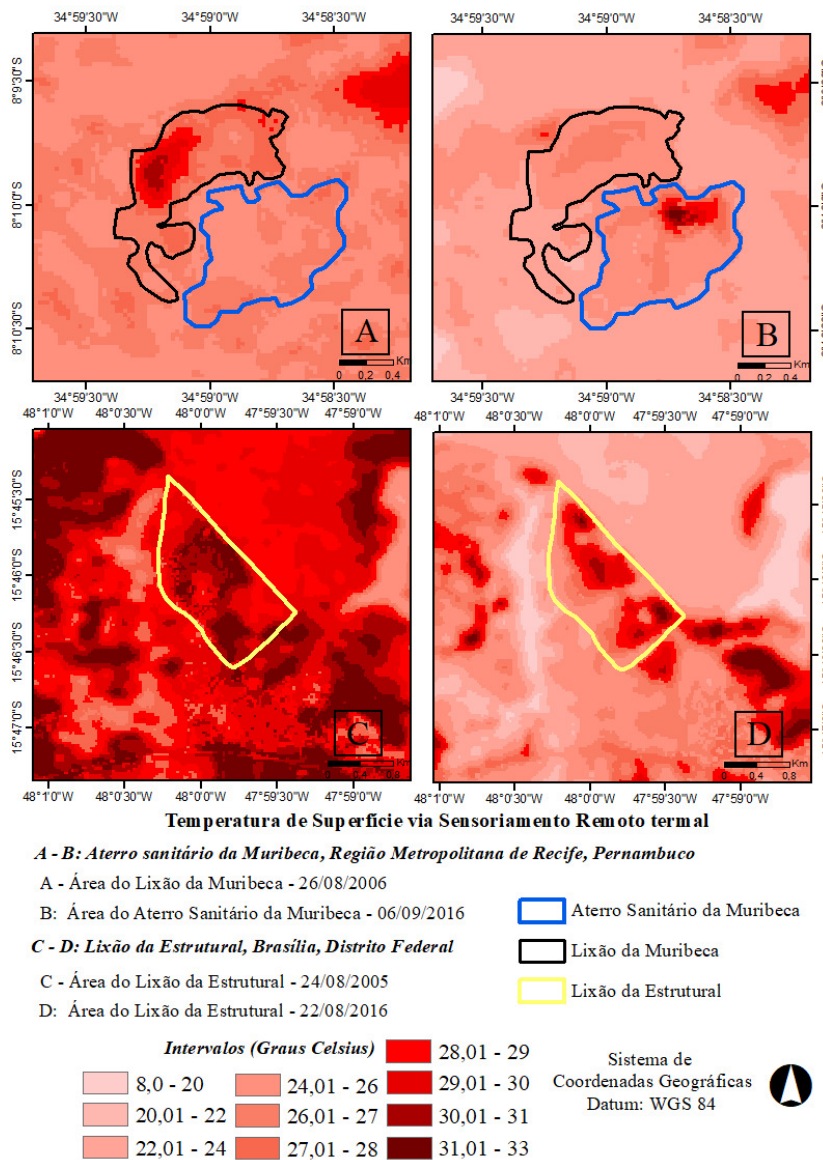 34°59'30"W 34°59'0"W 34°58'30"W
34°59'30"W 34°59'0"W 34°58'30"W
8°9'30"S
8°10'0"S
8°10'30"S
A
Km
0 0,2 0,4
B
Km
0 0,2 0,4
34°59'30"W 34°59'0"W 34°58'30"W
34°59'30"W 34°59'0"W 34°58'30"W
48°1'0"W 48°0'30"W 48°0'0"W 47°59'30"W 47°59'0"W
48°1'0"W 48°0'30"W 48°0'0"W 47°59'30"W 47°59'0"W
15°45'30"S
15°46'0"S
15°46'30"S
15°47'0"S
C
Km
0 0,4 0,8
D
Km
0 0,4 0,8
48°1'0"W 48°0'30"W 48°0'0"W 47°59'30"W 47°59'0"W
48°1'0"W 48°0'30"W 48°0'0"W 47°59'30"W 47°59'0"W
Temperatura de Superfície via Sensoriamento Remoto termal
A - B: Aterro sanitário da Muribeca, Região Metropolitana de Recife, Pernambuco
A - Área do Lixão da Muribeca - 26/08/2006
B: Área do Aterro Sanitário da Muribeca - 06/09/2016
C - D: Lixão da Estrutural, Brasília, Distrito Federal
C - Área do Lixão da Estrutural - 24/08/2005
D: Área do Lixão da Estrutural - 22/08/2016
Aterro Sanitário da Muribeca
Lixão da Muribeca
Lixão da Estrutural
Intervalos (Graus Celsius)
8,0 - 20
20,01 - 22
22,01 - 24
24,01 - 26
26,01 - 27
27,01 - 28
28,01 - 29
29,01 - 30
30,01 - 31
31,01 - 33
Sistema de
Coordenadas Geográficas
Datum: WGS 84